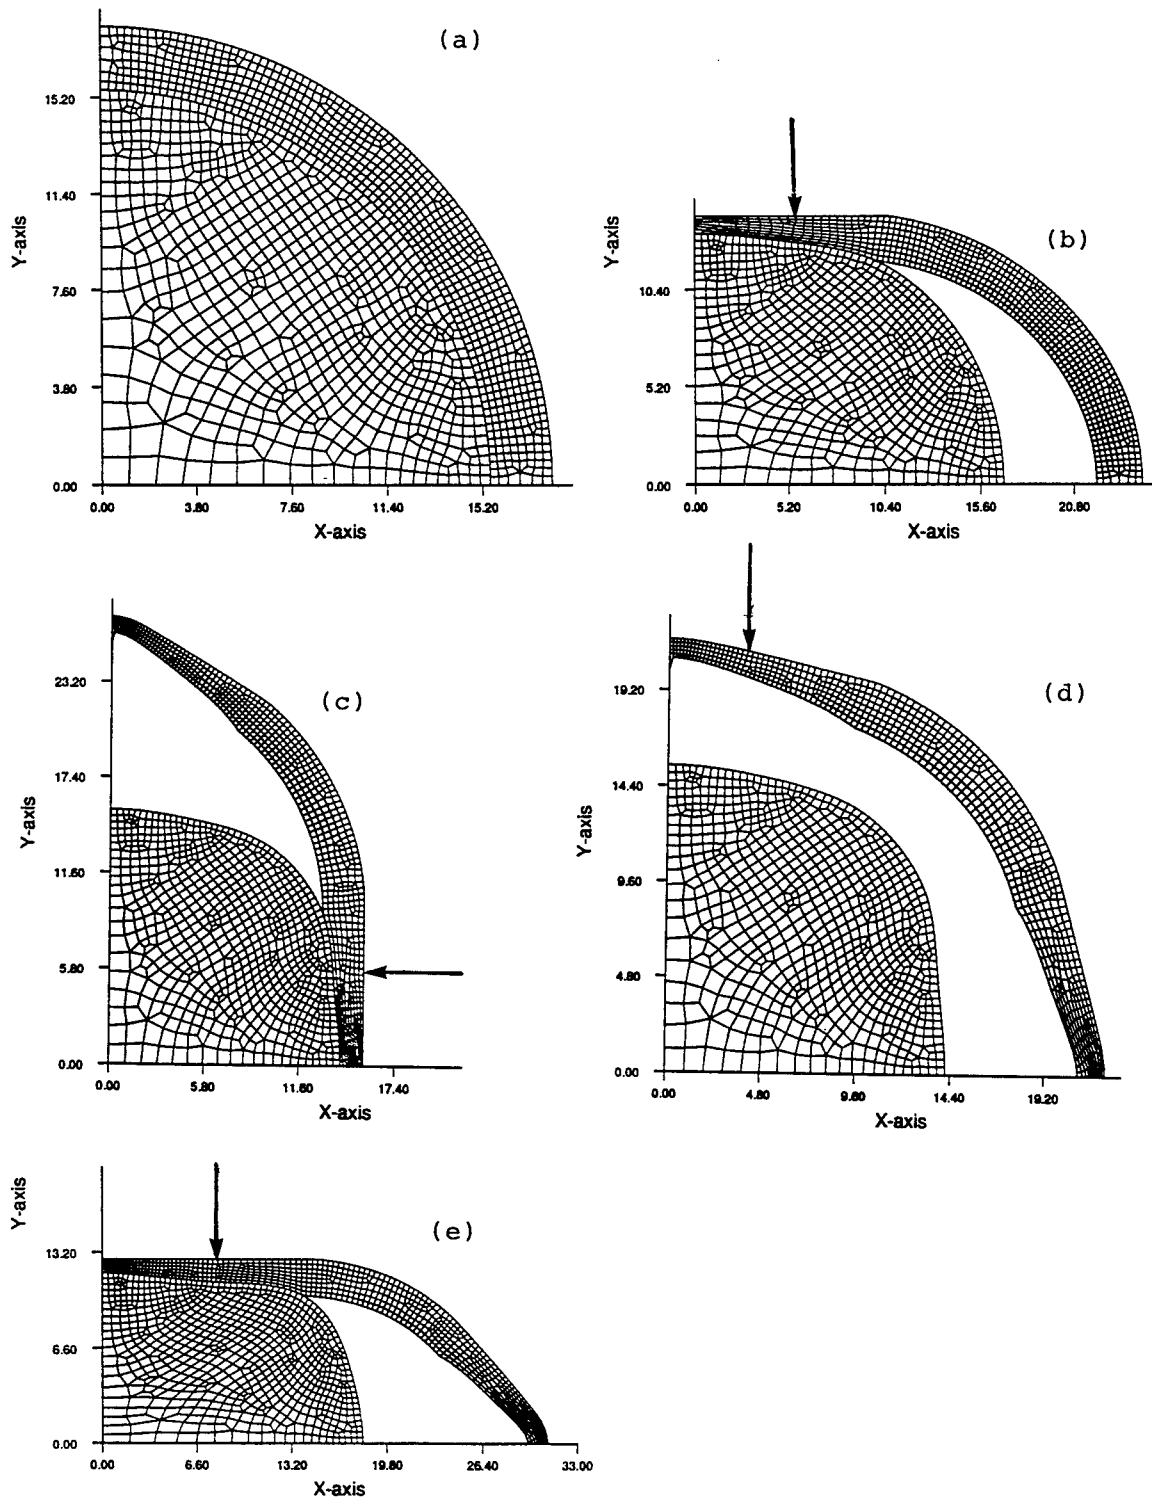 (a)
Y-axis
15.20
11.40
7.60
3.80
0.00
0.00 3.80 7.60 11.40 15.20
X-axis
(b)
Y-axis
10.40
5.20
0.00
0.00 5.20 10.40 15.60 20.80
X-axis
(c)
Y-axis
23.20
17.40
11.60
5.80
0.00
0.00 5.80 11.60 17.40
X-axis
(d)
Y-axis
19.20
14.40
9.60
4.80
0.00
0.00 4.80 9.60 14.40 19.20
X-axis
(e)
Y-axis
13.20
6.60
0.00
0.00 6.60 13.20 19.80 26.40 33.00
X-axis